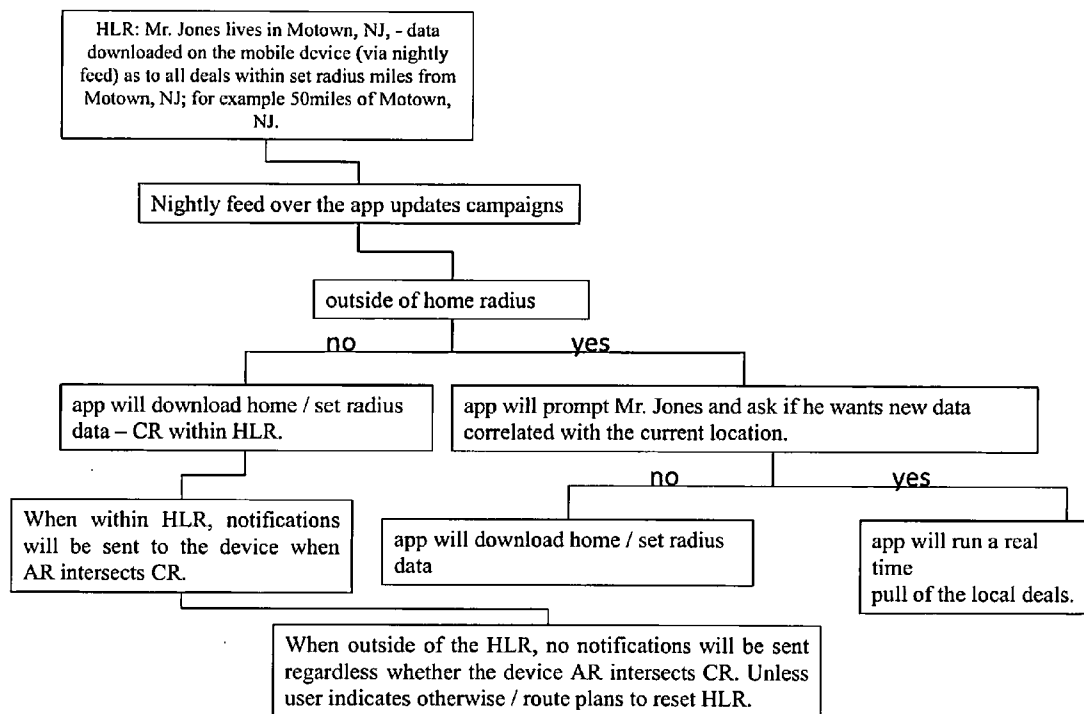 HLR: Mr. Jones lives in Motown, NJ, - data
downloaded on the mobile device (via nightly
feed) as to all deals within set radius miles from
Motown, NJ; for example 50miles of Motown,
NJ.
Nightly feed over the app updates campaigns
outside of home radius
no
yes
app will download home / set radius
data – CR within HLR.
app will prompt Mr. Jones and ask if he wants new data
correlated with the current location.
no
yes
When within HLR, notifications
will be sent to the device when
AR intersects CR.
app will download home / set radius
data
app will run a real
time
pull of the local deals.
When outside of the HLR, no notifications will be sent
regardless whether the device AR intersects CR. Unless
user indicates otherwise / route plans to reset HLR.